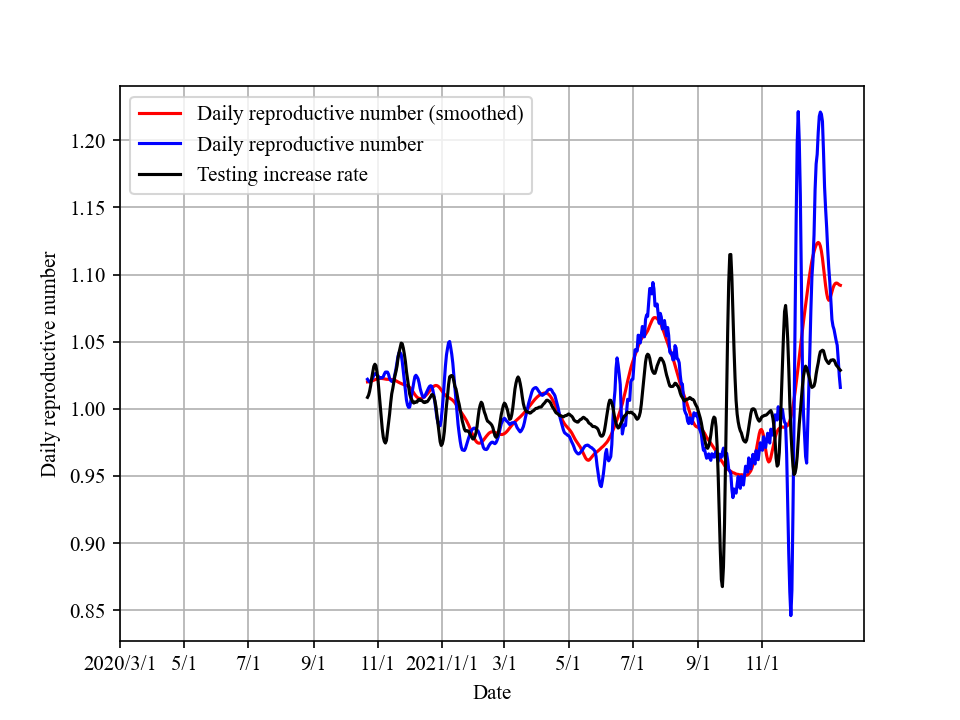 Daily reproductive number (smoothed)
Daily reproductive number
Testing increase rate
Daily reproductive number
1.20
1.15
1.10
1.05
1.00
0.95
0.90
0.85
2020/3/1 5/1 7/1 9/1 11/1 2021/1/1 3/1 5/1 7/1 9/1 11/1
Date